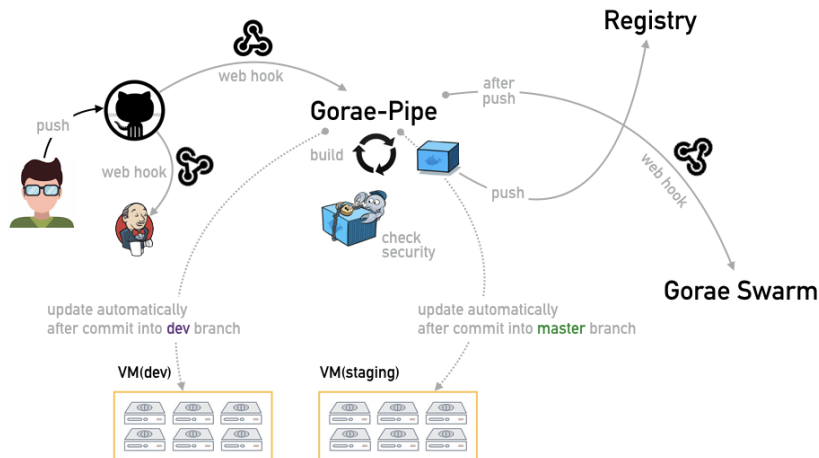 Registry
web hook
after
push
push
Gorae-Pipe
build
web hook
push
web hook
check
security
Gorae Swarm
update automatically
after commit into dev branch
update automatically
after commit into master branch
VM(dev)
VM(staging)